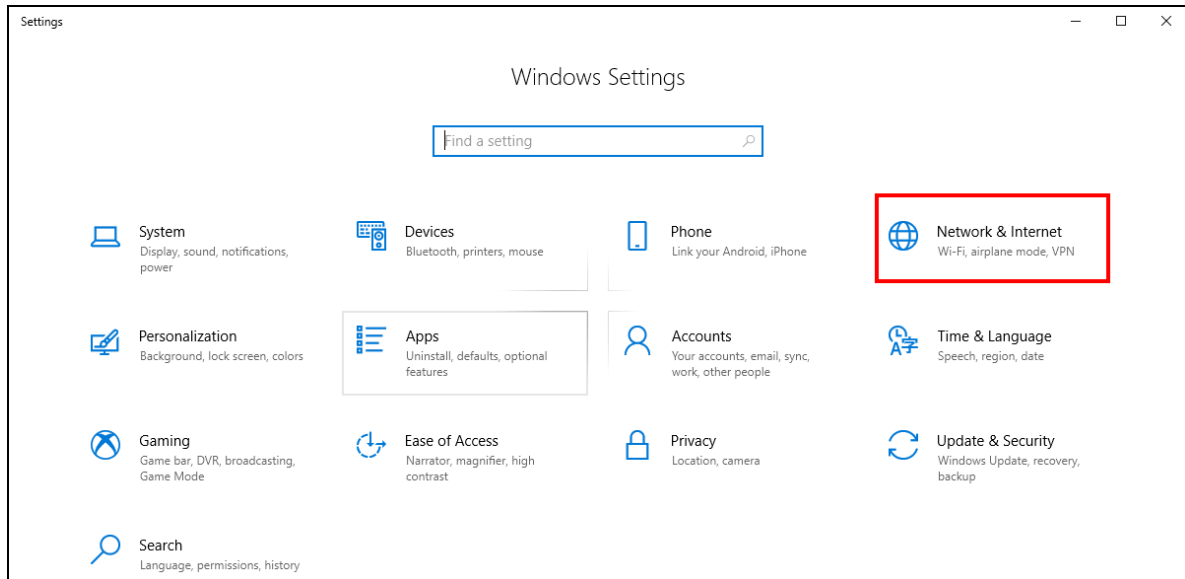 Settings
Windows Settings
Find a setting
System
Display, sound, notifications,
power
Devices
Bluetooth, printers, mouse
Phone
Link your Android, iPhone
Network & Internet
Wi-Fi, airplane mode, VPN
Personalization
Background, lock screen, colors
Apps
Uninstall, defaults, optional
features
Accounts
Your accounts, email, sync,
work, other people
Time & Language
Speech, region, date
Gaming
Game bar, DVR, broadcasting,
Game Mode
Ease of Access
Narrator, magnifier, high
contrast
Privacy
Location, camera
Update & Security
Windows Update, recovery,
backup
Search
Language, permissions, history